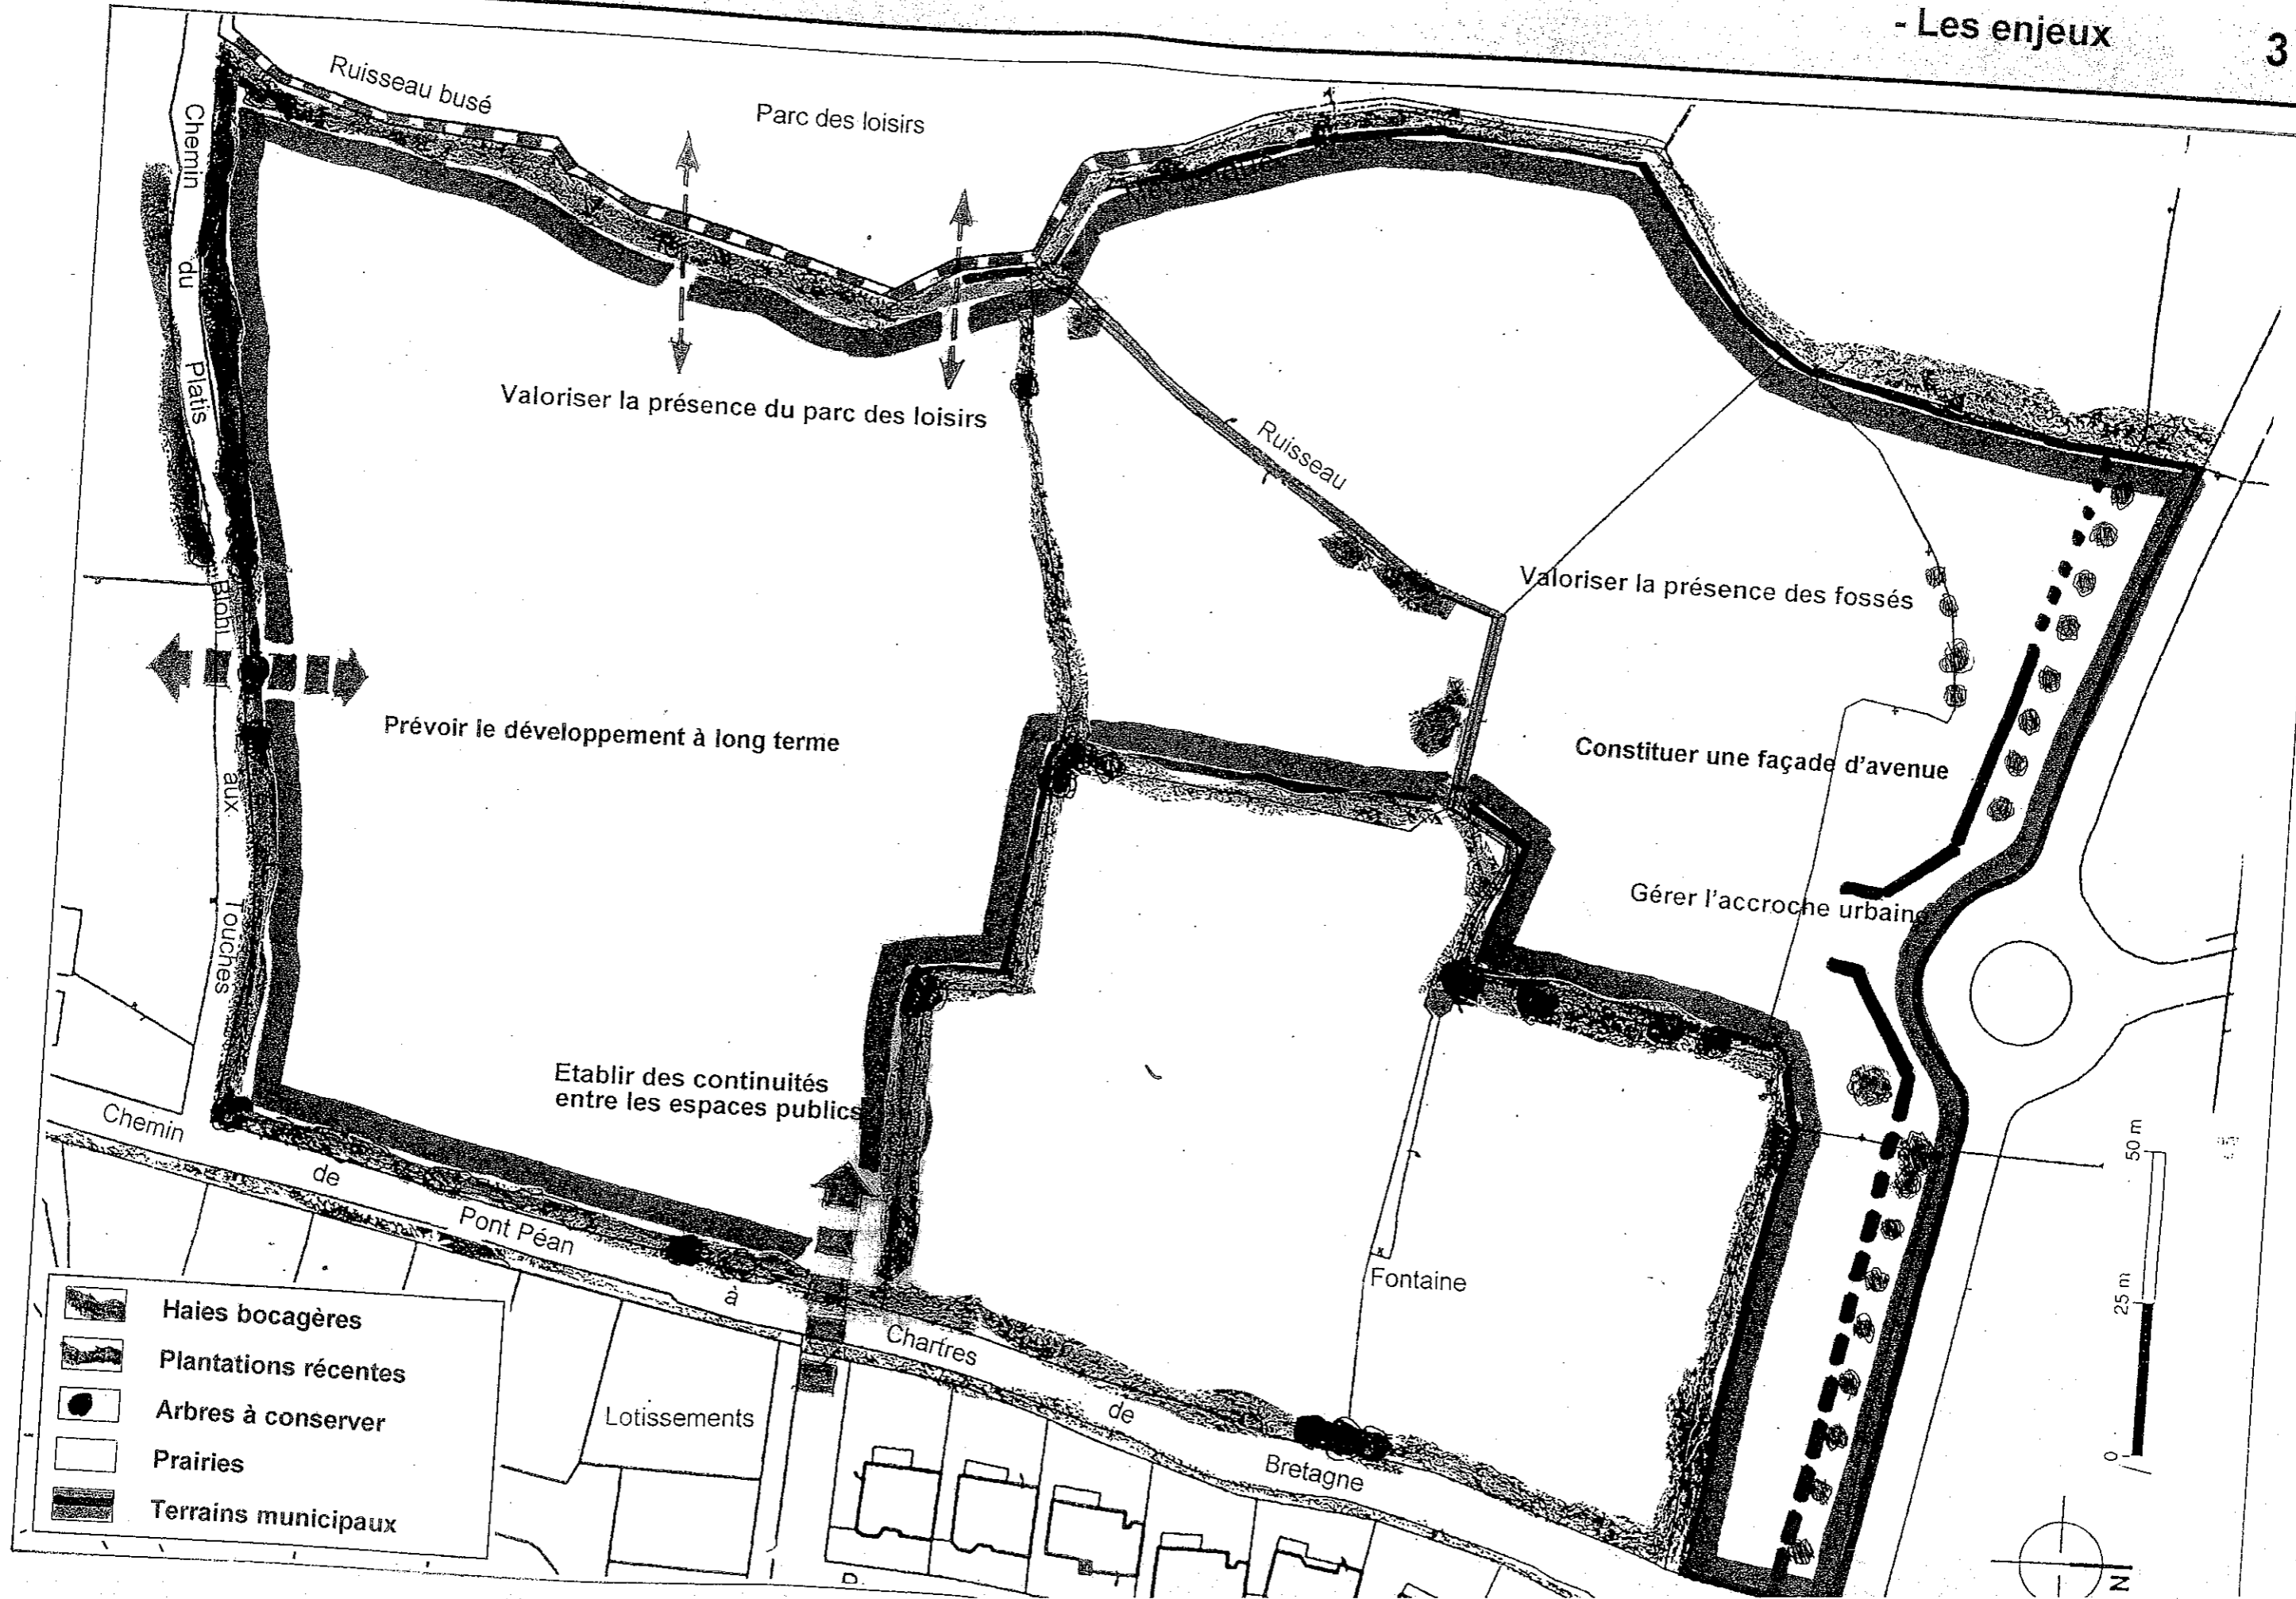 - Les enjeux
3
Ruisseau busé
Parc des loisirs
Chemin
du
Platis
aux
Touches
Valoriser la présence du parc des loisirs
Ruisseau
Valoriser la présence des fossés
Prévoir le développement à long terme
Constituer une façade d'avenue
Gérer l'accroche urbaine
Etablir des continuités
entre les espaces publics
Chemin
de
Pont Péan
à
Chartres
de
Bretagne
Fontaine
Lotissements
Haies bocagères
Plantations récentes
Arbres à conserver
Prairies
Terrains municipaux
0
25 m
50 m
N